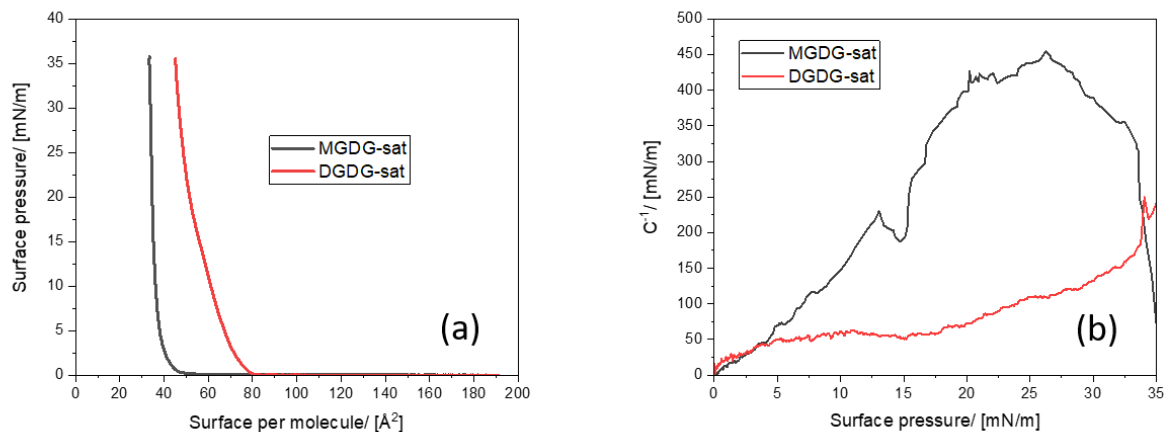 40
35
30
25
20
15
10
5
0
Surface pressure/ [mN/m]
MGDG-sat
DGDG-sat
(a)
0 20 40 60 80 100 120 140 160 180 200
Surface per molecule/ [Å²]
500
450
400
350
300
250
200
150
100
50
0
C⁻¹/ [mN/m]
MGDG-sat
DGDG-sat
(b)
0 5 10 15 20 25 30 35
Surface pressure/ [mN/m]